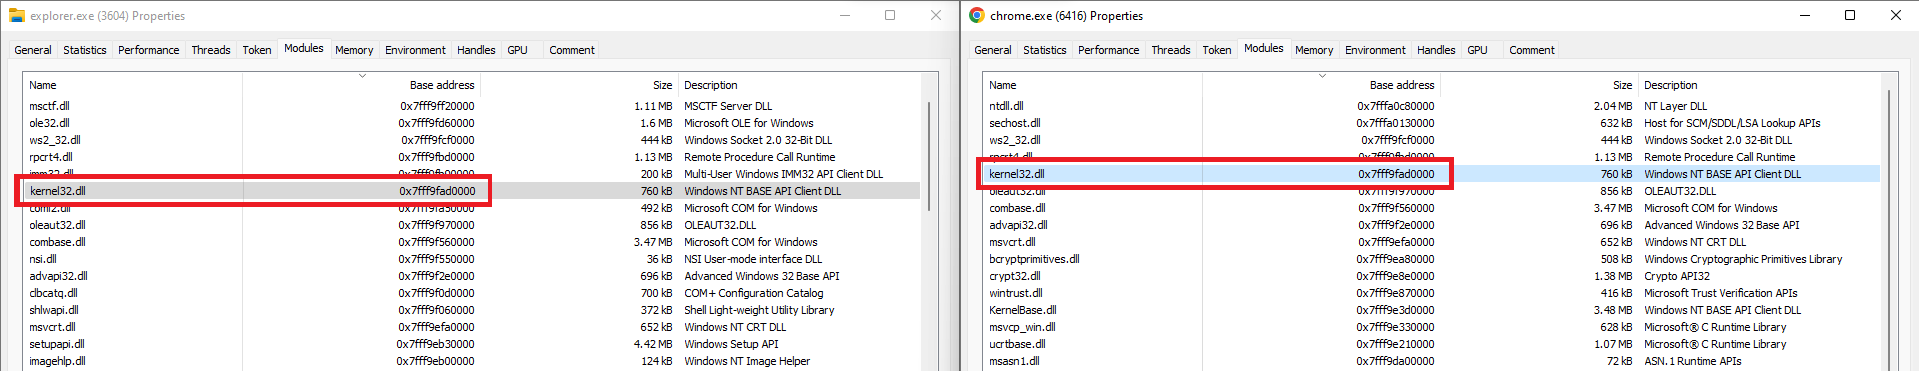 explorer.exe (3604) Properties
General Statistics Performance Threads Token Modules Memory Environment Handles GPU Comment
Name Base address Size Description
msctf.dll 0x7fff9ff20000 1.11 MB MSCTF Server DLL
ole32.dll 0x7fff9fd60000 1.6 MB Microsoft OLE for Windows
ws2_32.dll 0x7fff9fcf0000 444 kB Windows Socket 2.0 32-Bit DLL
rpcrt4.dll 0x7fff9fbd0000 1.13 MB Remote Procedure Call Runtime
imm32.dll 0x7fff9fb90000 200 kB Multi-User Windows IMM32 API Client DLL
kernel32.dll 0x7fff9fad0000 760 kB Windows NT BASE API Client DLL
coml2.dll 0x7fff9fa50000 492 kB Microsoft COM for Windows
oleaut32.dll 0x7fff9f970000 856 kB OLEAUT32.DLL
combase.dll 0x7fff9f560000 3.47 MB Microsoft COM for Windows
nsi.dll 0x7fff9f550000 36 kB NSI User-mode interface DLL
advapi32.dll 0x7fff9f2e0000 696 kB Advanced Windows 32 Base API
clbcatq.dll 0x7fff9f0d0000 700 kB COM+ Configuration Catalog
shlwapi.dll 0x7fff9f060000 372 kB Shell Light-weight Utility Library
msvcrt.dll 0x7fff9efa0000 652 kB Windows NT CRT DLL
setupapi.dll 0x7fff9eb30000 4.42 MB Windows Setup API
imagehlp.dll 0x7fff9eb00000 124 kB Windows NT Image Helper
chrome.exe (6416) Properties
General Statistics Performance Threads Token Modules Memory Environment Handles GPU Comment
Name Base address Size Description
ntdll.dll 0x7fffa0c80000 2.04 MB NT Layer DLL
sechost.dll 0x7fffa0130000 632 kB Host for SCM/SDDL/LSA Lookup APIs
ws2_32.dll 0x7fff9fcf0000 444 kB Windows Socket 2.0 32-Bit DLL
rpcrt4.dll 0x7fff9fbd0000 1.13 MB Remote Procedure Call Runtime
kernel32.dll 0x7fff9fad0000 760 kB Windows NT BASE API Client DLL
oleaut32.dll 0x7fff9f970000 856 kB OLEAUT32.DLL
combase.dll 0x7fff9f560000 3.47 MB Microsoft COM for Windows
advapi32.dll 0x7fff9f2e0000 696 kB Advanced Windows 32 Base API
msvcrt.dll 0x7fff9efa0000 652 kB Windows NT CRT DLL
bcryptprimitives.dll 0x7fff9ea80000 508 kB Windows Cryptographic Primitives Library
crypt32.dll 0x7fff9e8e0000 1.38 MB Crypto API32
wintrust.dll 0x7fff9e870000 416 kB Microsoft Trust Verification APIs
KernelBase.dll 0x7fff9e3d0000 3.48 MB Windows NT BASE API Client DLL
msvcp_win.dll 0x7fff9e330000 628 kB Microsoft® C Runtime Library
ucrtbase.dll 0x7fff9e210000 1.07 MB Microsoft® C Runtime Library
msasn1.dll 0x7fff9da00000 72 kB ASN.1 Runtime APIs